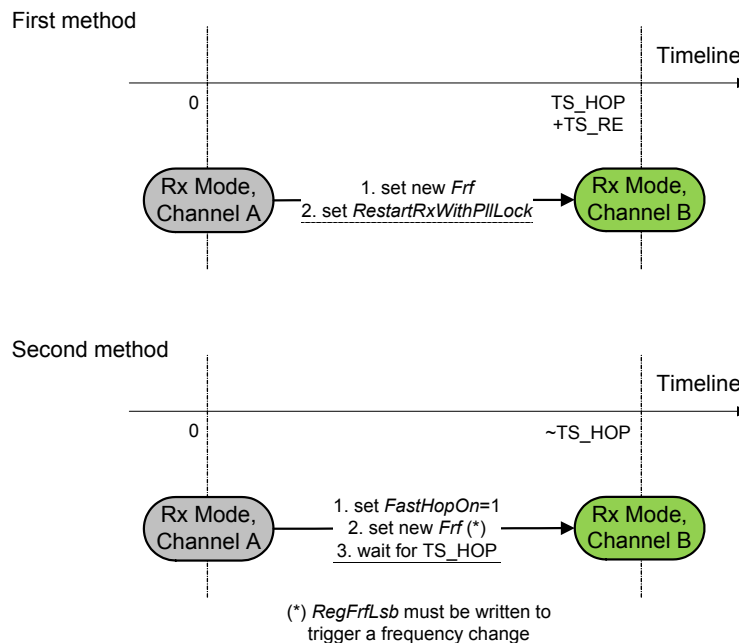 First method
Timeline
0
TS_HOP
+TS_RE
Rx Mode,
Channel A
1. set new Frf
2. set RestartRxWithPllLock
Rx Mode,
Channel B
Second method
Timeline
0
~TS_HOP
Rx Mode,
Channel A
1. set FastHopOn=1
2. set new Frf (*)
3. wait for TS_HOP
Rx Mode,
Channel B
(*) RegFrfLsb must be written to
trigger a frequency change